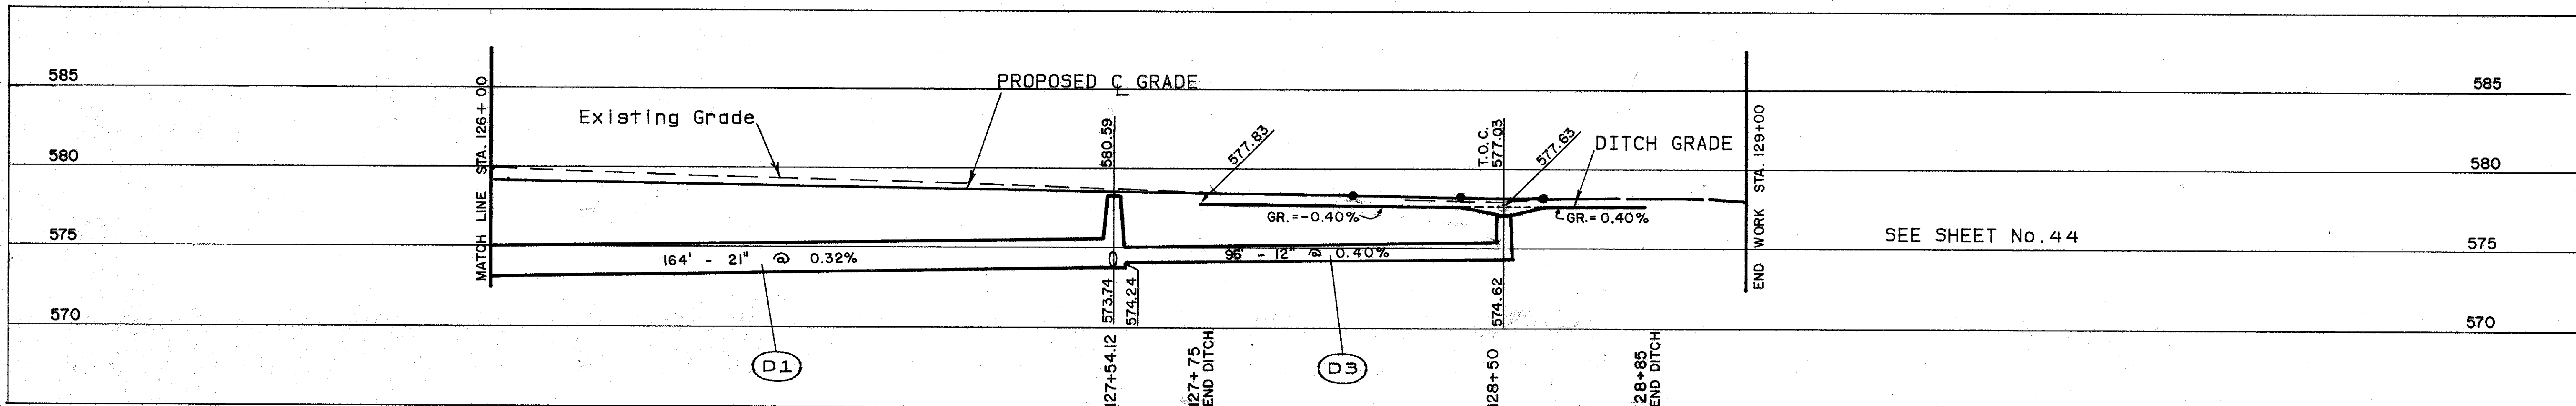 585
585
580
580
575
575
570
570
MATCH LINE STA. 126+00
Existing Grade
PROPOSED ℄ GRADE
580.59
577.83
T.O.C.
577.03
577.63
DITCH GRADE
GR.=-0.40%
GR.=0.40%
164' - 21" @ 0.32%
96' - 12" @ 0.40%
573.74
574.24
574.62
D1
D3
127+54.12
127+75
END DITCH
128+50
128+85
END DITCH
END WORK STA. 129+00
SEE SHEET No.44